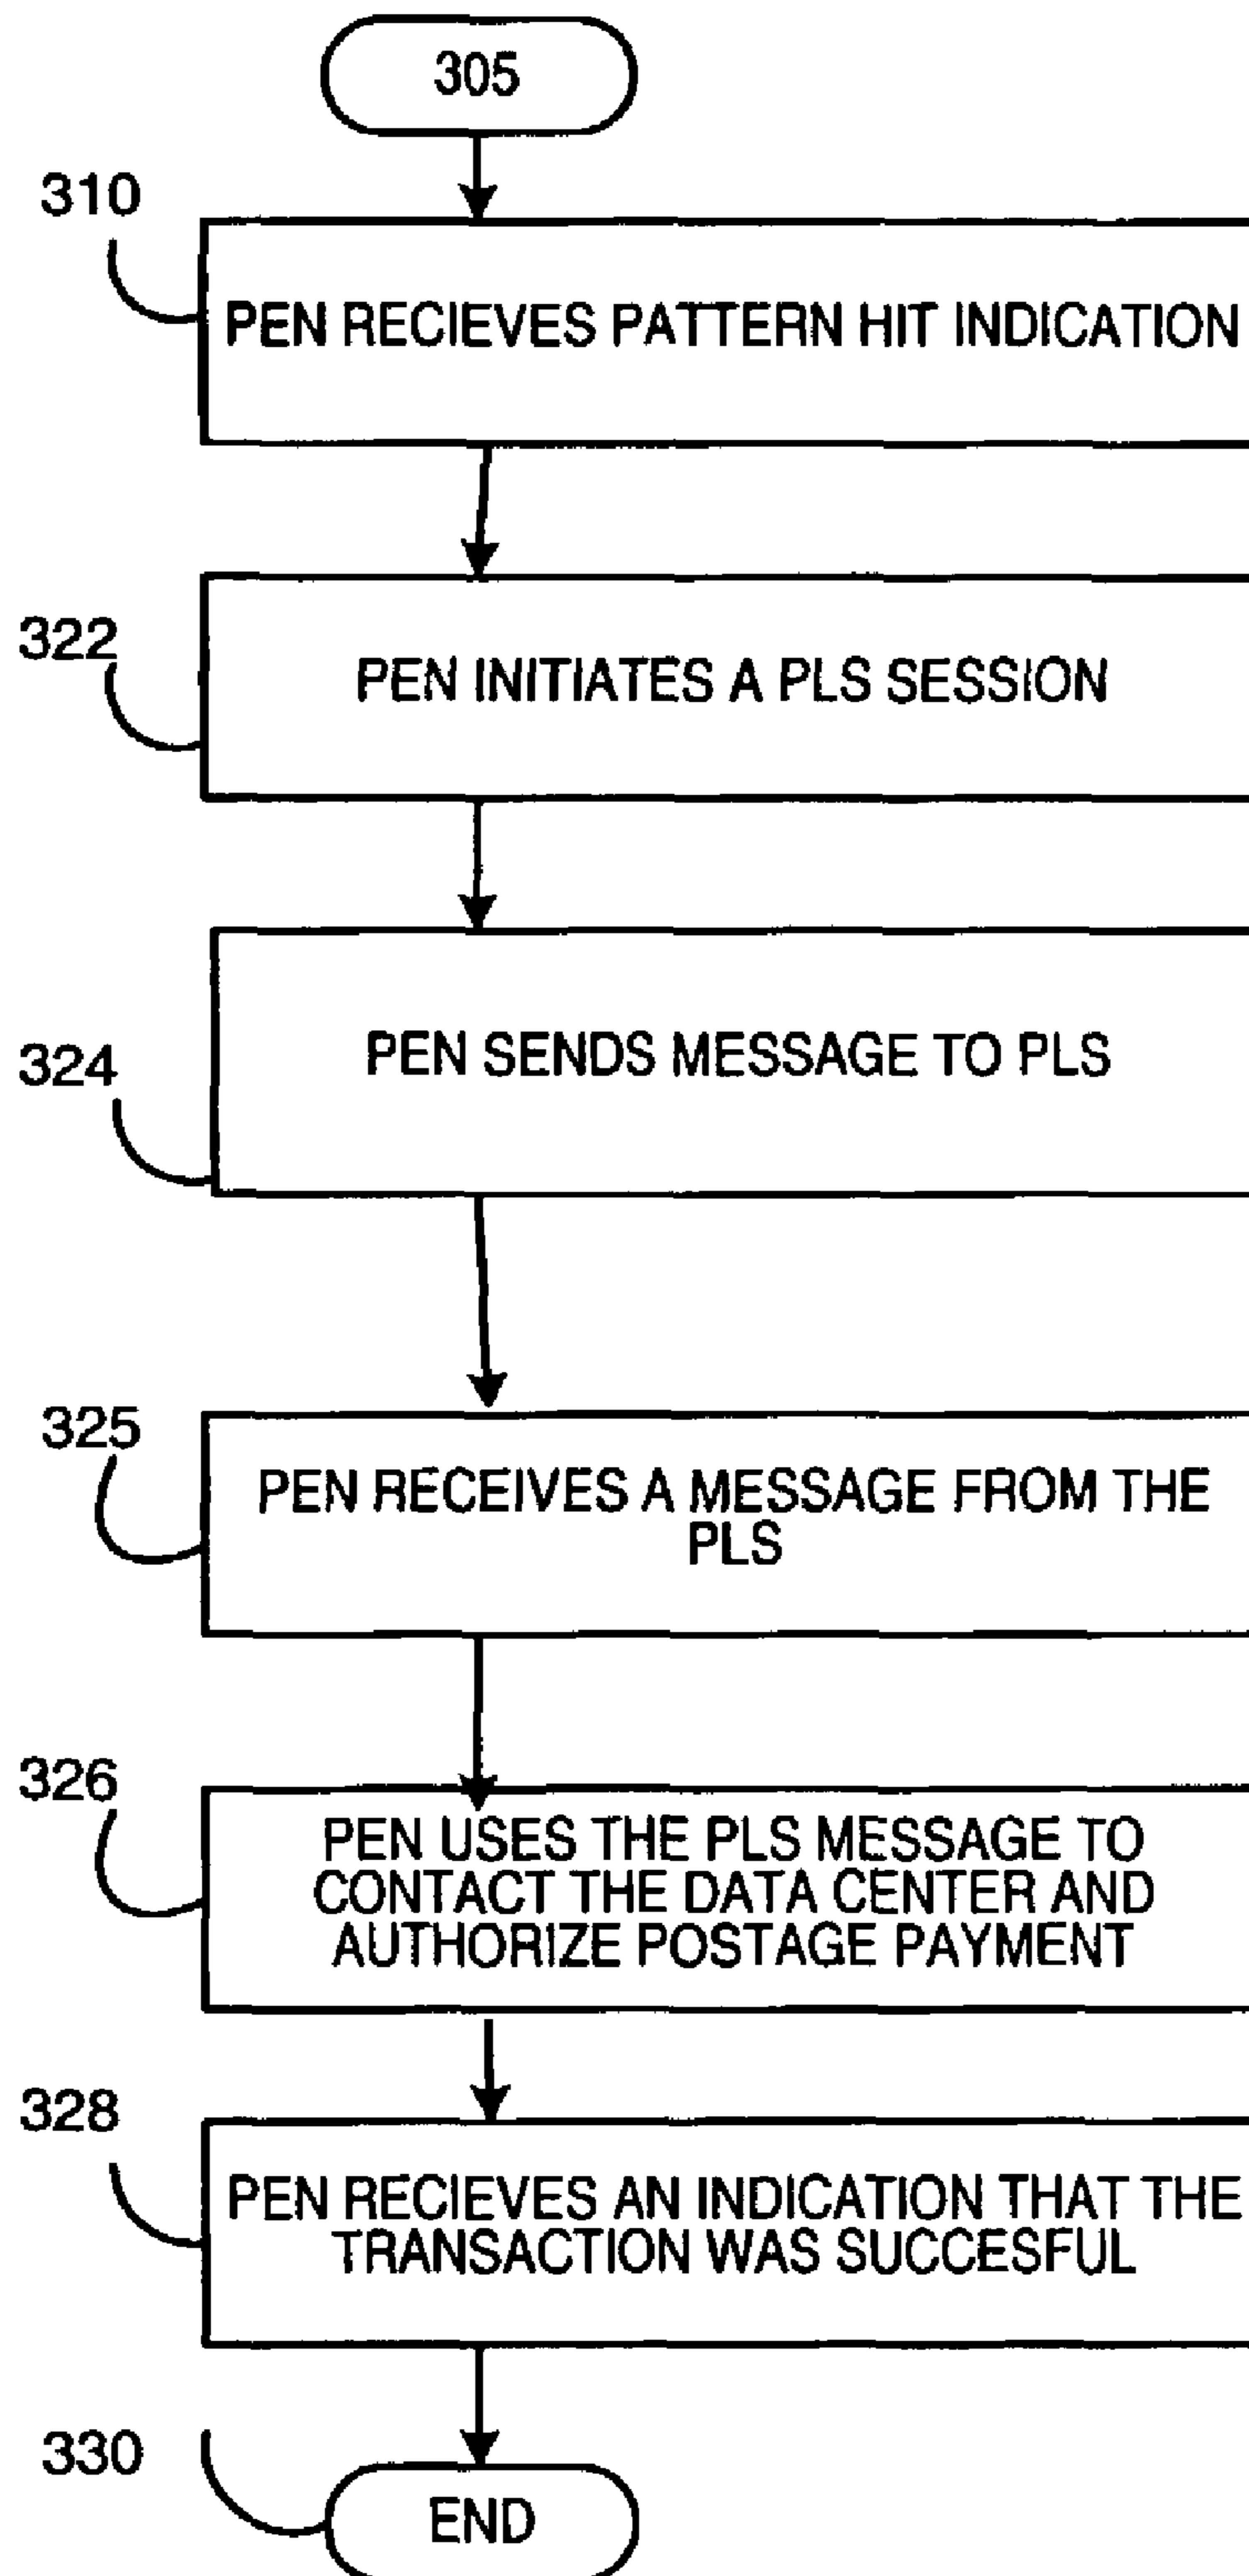 305
310
PEN RECIEVES PATTERN HIT INDICATION
322
PEN INITIATES A PLS SESSION
324
PEN SENDS MESSAGE TO PLS
325
PEN RECEIVES A MESSAGE FROM THE
PLS
326
PEN USES THE PLS MESSAGE TO
CONTACT THE DATA CENTER AND
AUTHORIZE POSTAGE PAYMENT
328
PEN RECIEVES AN INDICATION THAT THE
TRANSACTION WAS SUCCESFUL
330
END